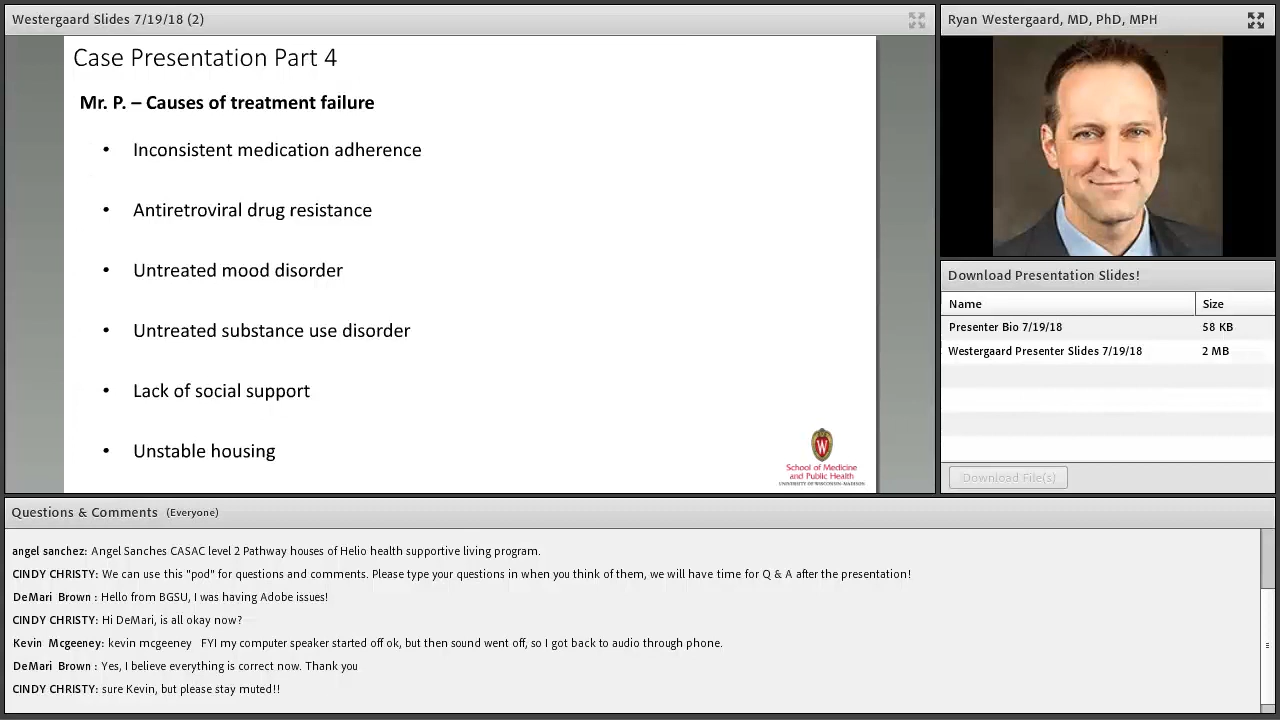 Westergaard Slides 7/19/18 (2)
Case Presentation Part 4
Mr. P. – Causes of treatment failure
• Inconsistent medication adherence
• Antiretroviral drug resistance
• Untreated mood disorder
• Untreated substance use disorder
• Lack of social support
• Unstable housing
W
School of Medicine
and Public Health
UNIVERSITY OF WISCONSIN-MADISON
Ryan Westergaard, MD, PhD, MPH
Download Presentation Slides!
Name Size
Presenter Bio 7/19/18 58 KB
Westergaard Presenter Slides 7/19/18 2 MB
Download File(s)
Questions & Comments (Everyone)
angel sanchez: Angel Sanches CASAC level 2 Pathway houses of Helio health supportive living program.
CINDY CHRISTY: We can use this "pod" for questions and comments. Please type your questions in when you think of them, we will have time for Q & A after the presentation!
DeMari Brown : Hello from BGSU, I was having Adobe issues!
CINDY CHRISTY: Hi DeMari, is all okay now?
Kevin Mcgeeney: kevin mcgeeney FYI my computer speaker started off ok, but then sound went off, so I got back to audio through phone.
DeMari Brown : Yes, I believe everything is correct now. Thank you
CINDY CHRISTY: sure Kevin, but please stay muted!!